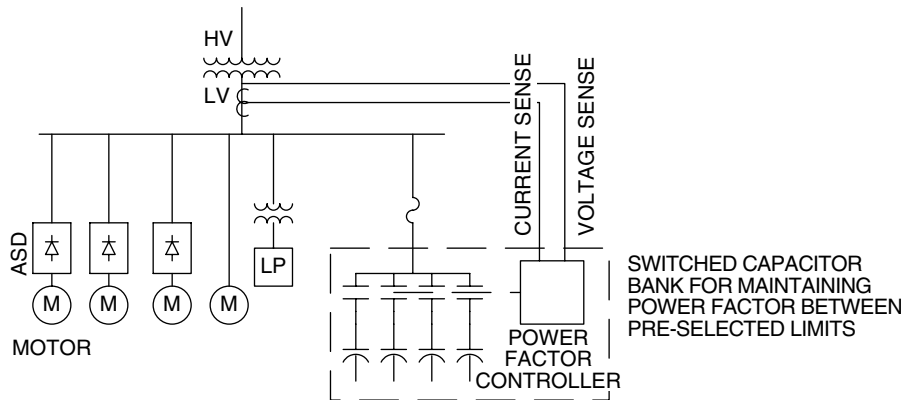 HV
LV
CURRENT SENSE
VOLTAGE SENSE
ASD
LP
M
M
M
M
MOTOR
POWER
FACTOR
CONTROLLER
SWITCHED CAPACITOR
BANK FOR MAINTAINING
POWER FACTOR BETWEEN
PRE-SELECTED LIMITS